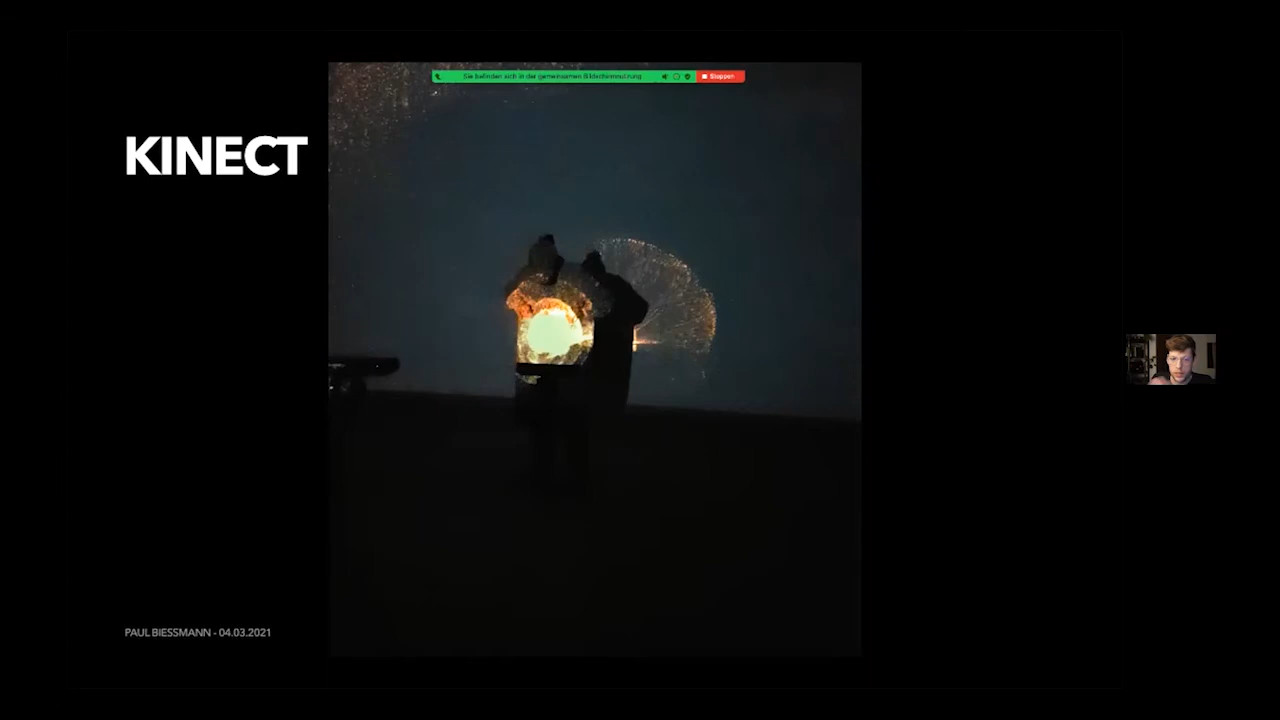 Sie befinden sich in der gemeinsamen Bildschirmnutzung
Stoppen
KINECT
PAUL BIESSMANN - 04.03.2021